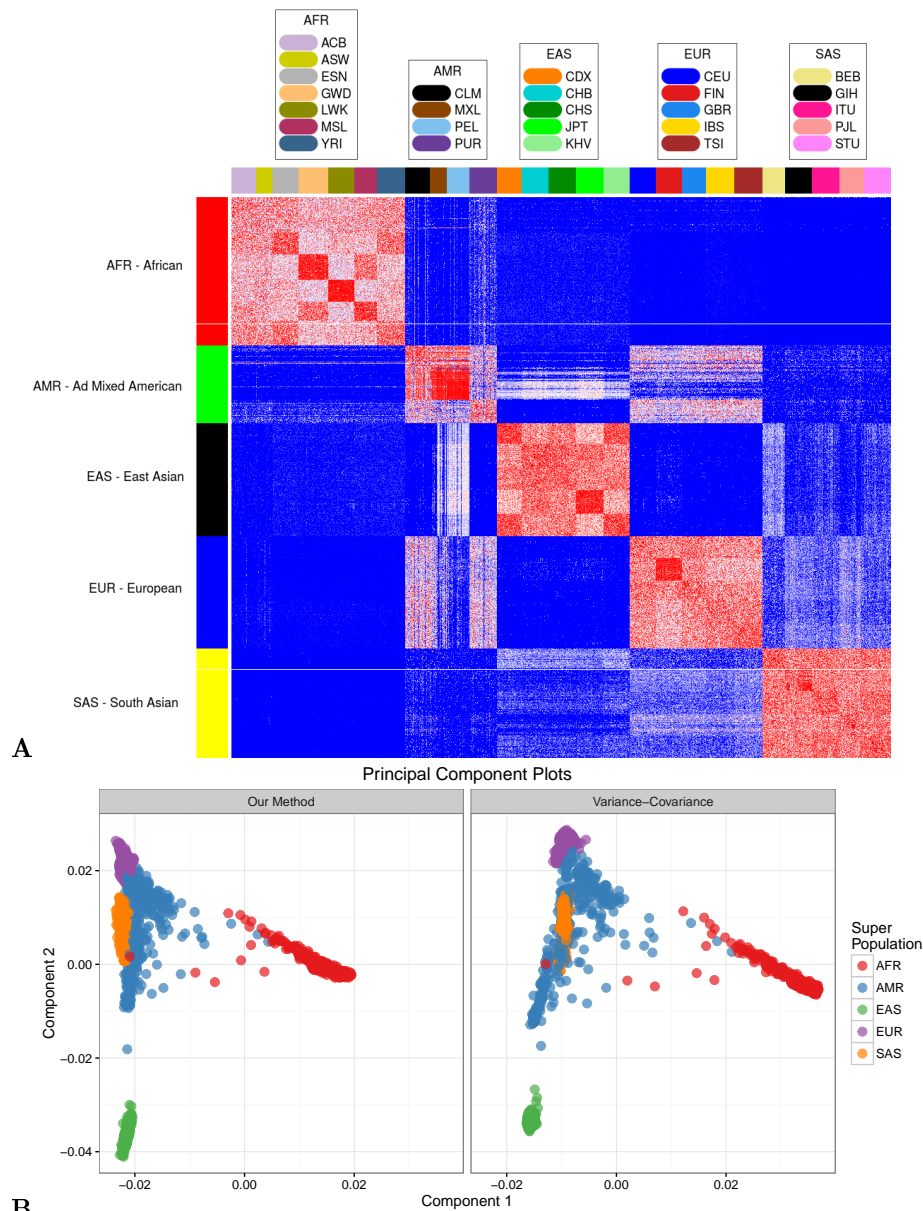 AFR
ACB
ASW
ESN
GWD
LWK
MSL
YRI
AMR
CLM
MXL
PEL
PUR
EAS
CDX
CHB
CHS
JPT
KHV
EUR
CEU
FIN
GBR
IBS
TSI
SAS
BEB
GIH
ITU
PJL
STU
AFR - African
AMR - Ad Mixed American
EAS - East Asian
EUR - European
SAS - South Asian
A
Principal Component Plots
Our Method
Variance−Covariance
Component 2
0.02
0.00
−0.02
−0.04
−0.02
0.00
0.02
−0.02
0.00
0.02
Component 1
Super
Population
AFR
AMR
EAS
EUR
SAS
B